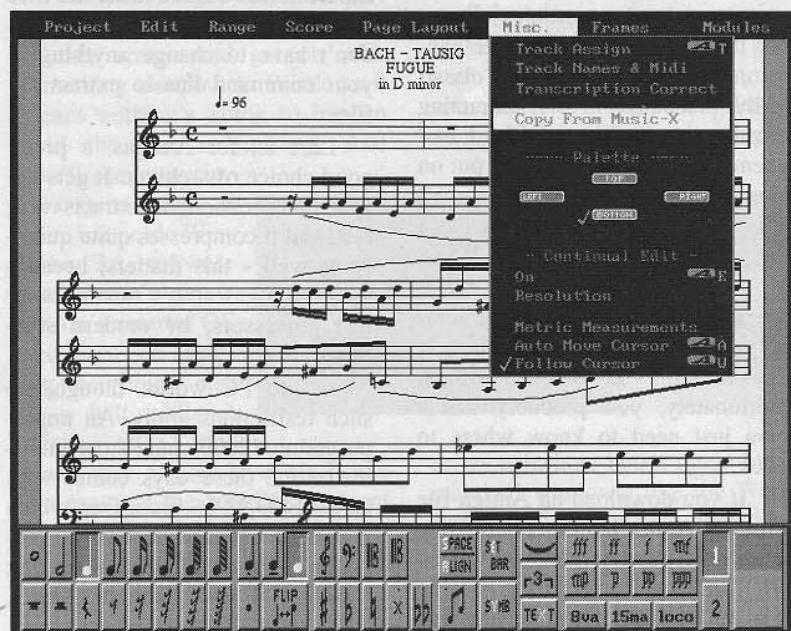 Project Edit Range Score Page Layout Misc. Frames Modules
BACH - TAUSIG
FUGUE
in D minor
♩ = 96
Track Assign T
Track Names & Midi
Transcription Correct
Copy From Music-X
---- Palette ----
TOP
LEFT RIGHT
✓ BOTTOM
- Continual Edit -
On E
Resolution
Metric Measurements
Auto Move Cursor A
✓ Follow Cursor W
SPACE ALIGN
SET BAR
fff ff f mf
1
3
mp p pp ppp
FLIP
SYMB
TEXT
8va 15ma loco
2